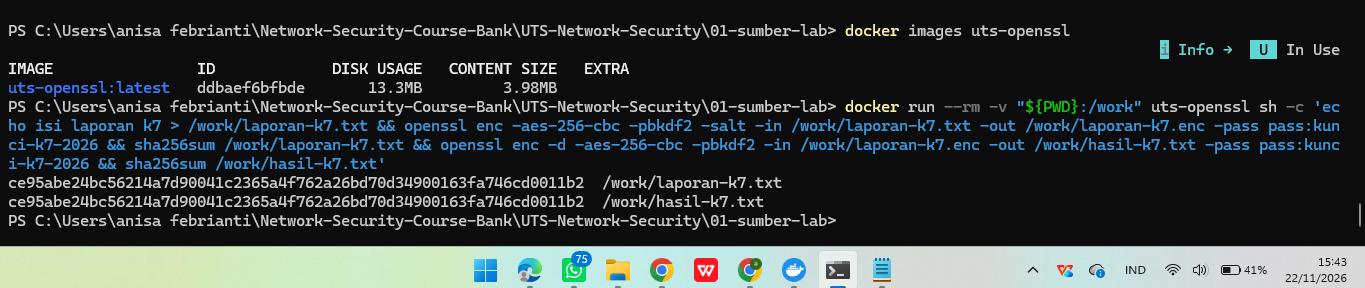 PS C:\Users\anisa febrianti\Network-Security-Course-Bank\UTS-Network-Security\01-sumber-lab> docker images uts-openssl
i Info → U In Use
IMAGE ID DISK USAGE CONTENT SIZE EXTRA
uts-openssl:latest ddbaef6bfbde 13.3MB 3.98MB
PS C:\Users\anisa febrianti\Network-Security-Course-Bank\UTS-Network-Security\01-sumber-lab> docker run --rm -v "${PWD}:/work" uts-openssl sh -c 'ec
ho isi laporan k7 > /work/laporan-k7.txt && openssl enc -aes-256-cbc -pbkdf2 -salt -in /work/laporan-k7.txt -out /work/laporan-k7.enc -pass pass:kun
ci-k7-2026 && sha256sum /work/laporan-k7.txt && openssl enc -d -aes-256-cbc -pbkdf2 -in /work/laporan-k7.enc -out /work/hasil-k7.txt -pass pass:kunc
i-k7-2026 && sha256sum /work/hasil-k7.txt'
ce95abe24bc56214a7d90041c2365a4f762a26bd70d34900163fa746cd0011b2 /work/laporan-k7.txt
ce95abe24bc56214a7d90041c2365a4f762a26bd70d34900163fa746cd0011b2 /work/hasil-k7.txt
PS C:\Users\anisa febrianti\Network-Security-Course-Bank\UTS-Network-Security\01-sumber-lab>
75
IND
41%
15:43
22/11/2026